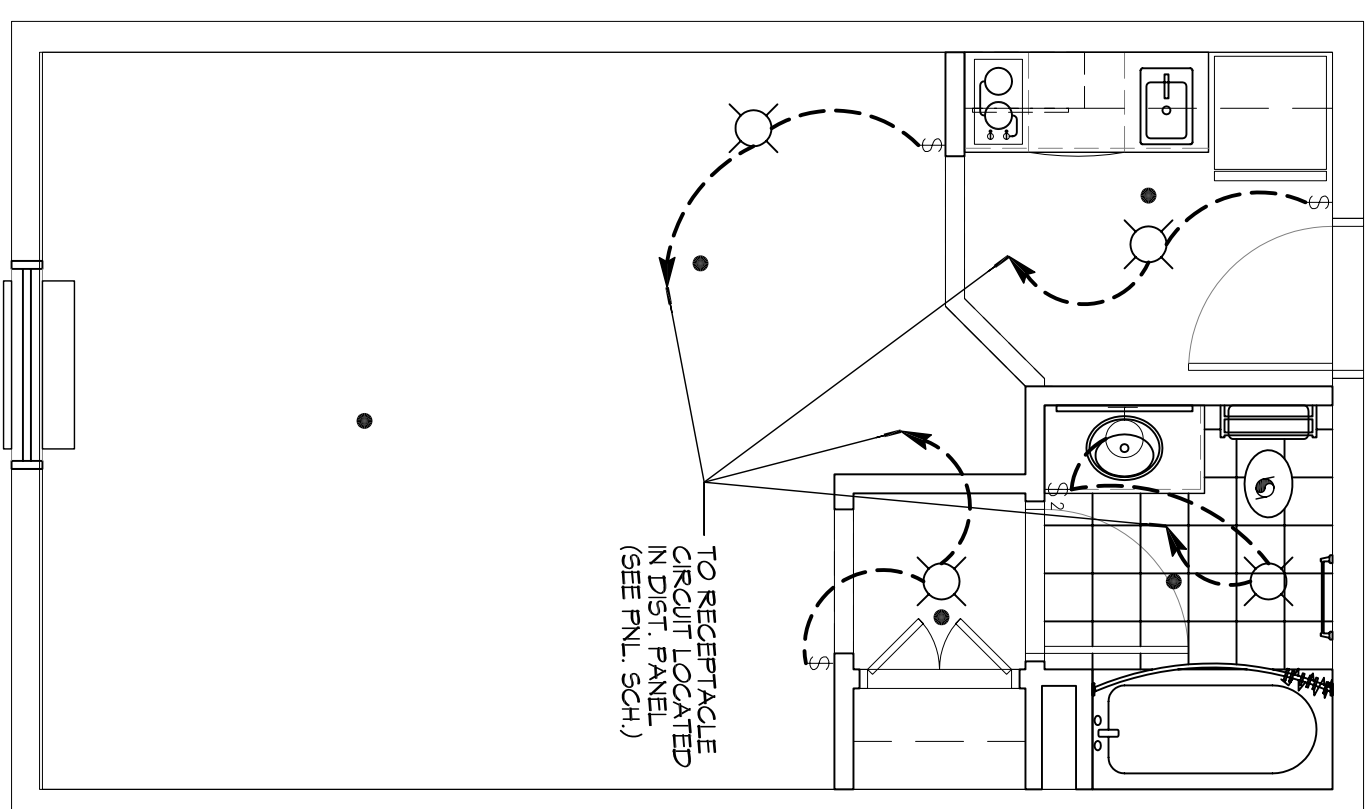 S
S
S
2
S
TO RECEPTACLE
CIRCUIT LOCATED
IN DIST. PANEL
(SEE PNL. SCH.)